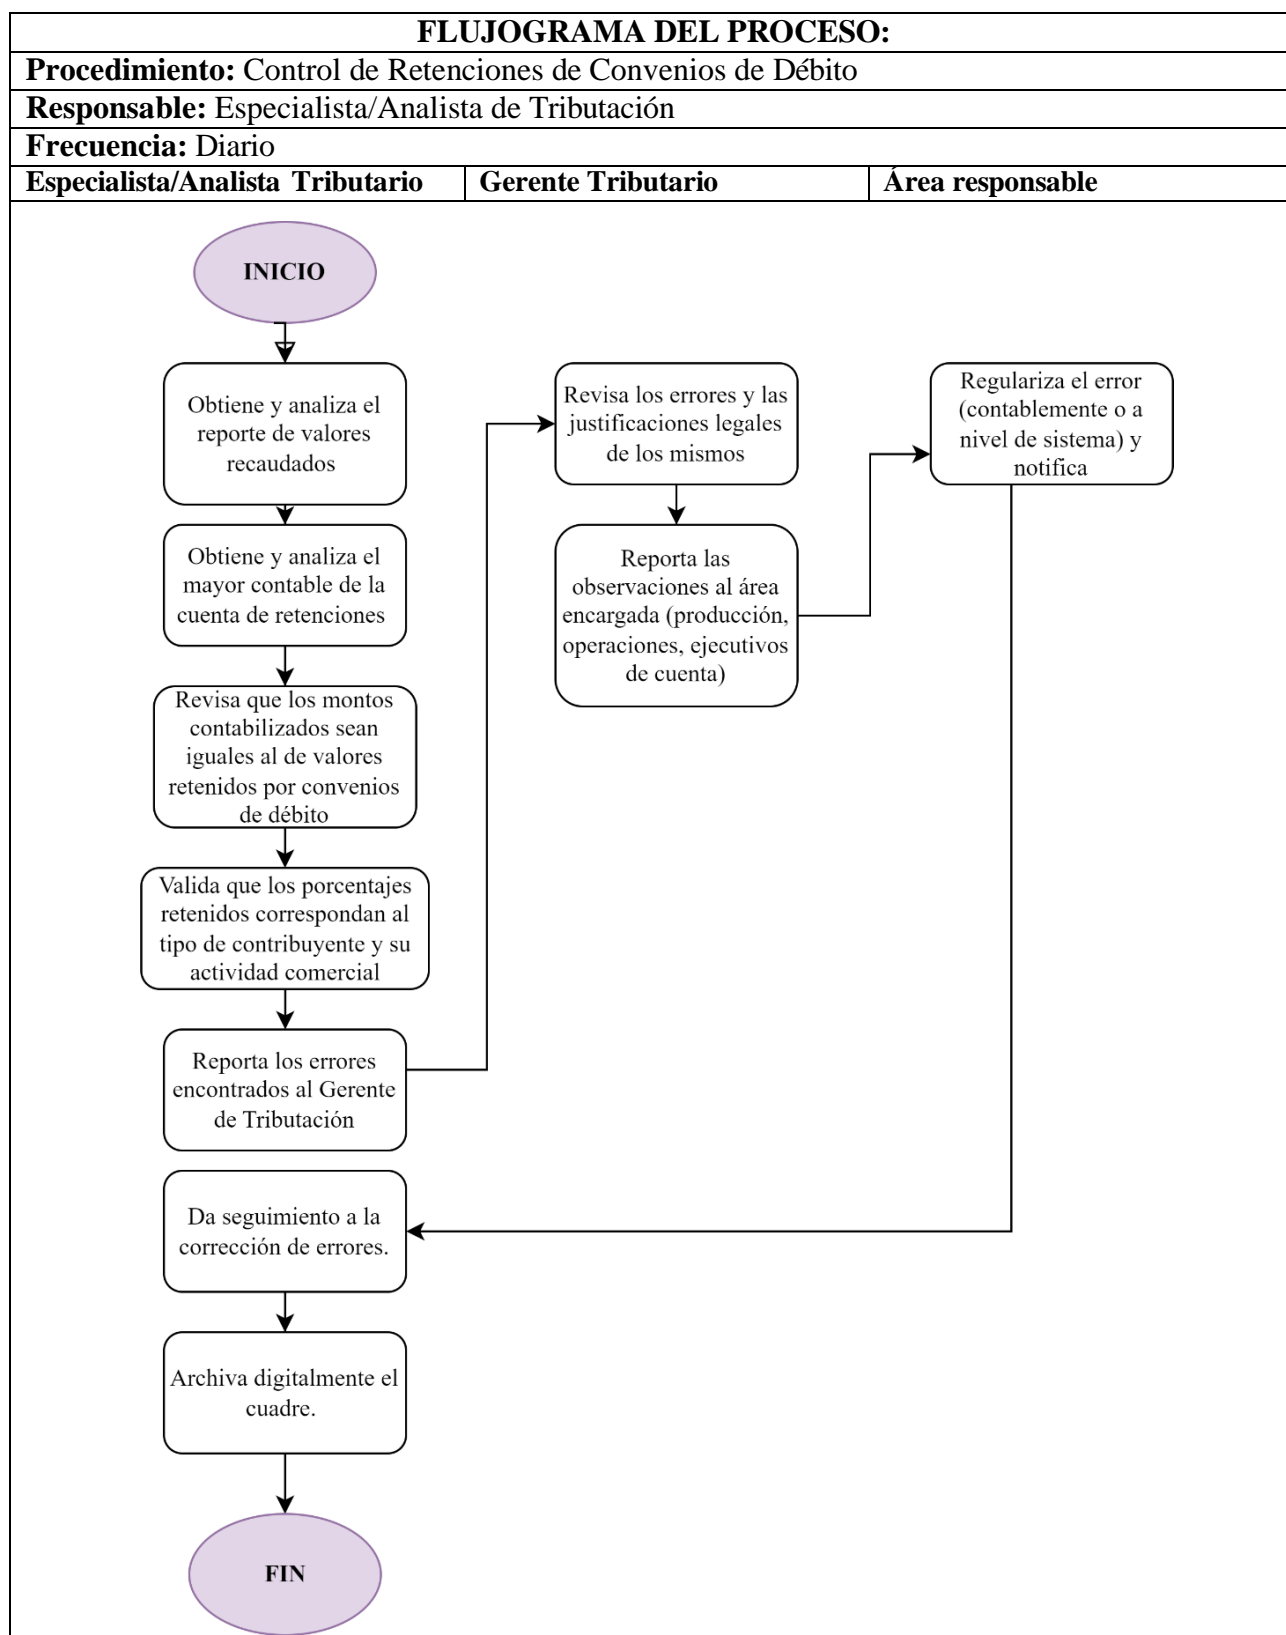 FLUJOGRAMA DEL PROCESO:
Procedimiento: Control de Retenciones de Convenios de Débito
Responsable: Especialista/Analista de Tributación
Frecuencia: Diario
Especialista/Analista Tributario
Gerente Tributario
Área responsable
INICIO
Obtiene y analiza el
reporte de valores
recaudados
Obtiene y analiza el
mayor contable de la
cuenta de retenciones
Revisa que los montos
contabilizados sean
iguales al de valores
retenidos por convenios
de débito
Valida que los porcentajes
retenidos correspondan al
tipo de contribuyente y su
actividad comercial
Reporta los errores
encontrados al Gerente
de Tributación
Revisa los errores y las
justificaciones legales
de los mismos
Reporta las
observaciones al área
encargada (producción,
operaciones, ejecutivos
de cuenta)
Regulariza el error
(contablemente o a
nivel de sistema) y
notifica
Da seguimiento a la
corrección de errores.
Archiva digitalmente el
cuadre.
FIN